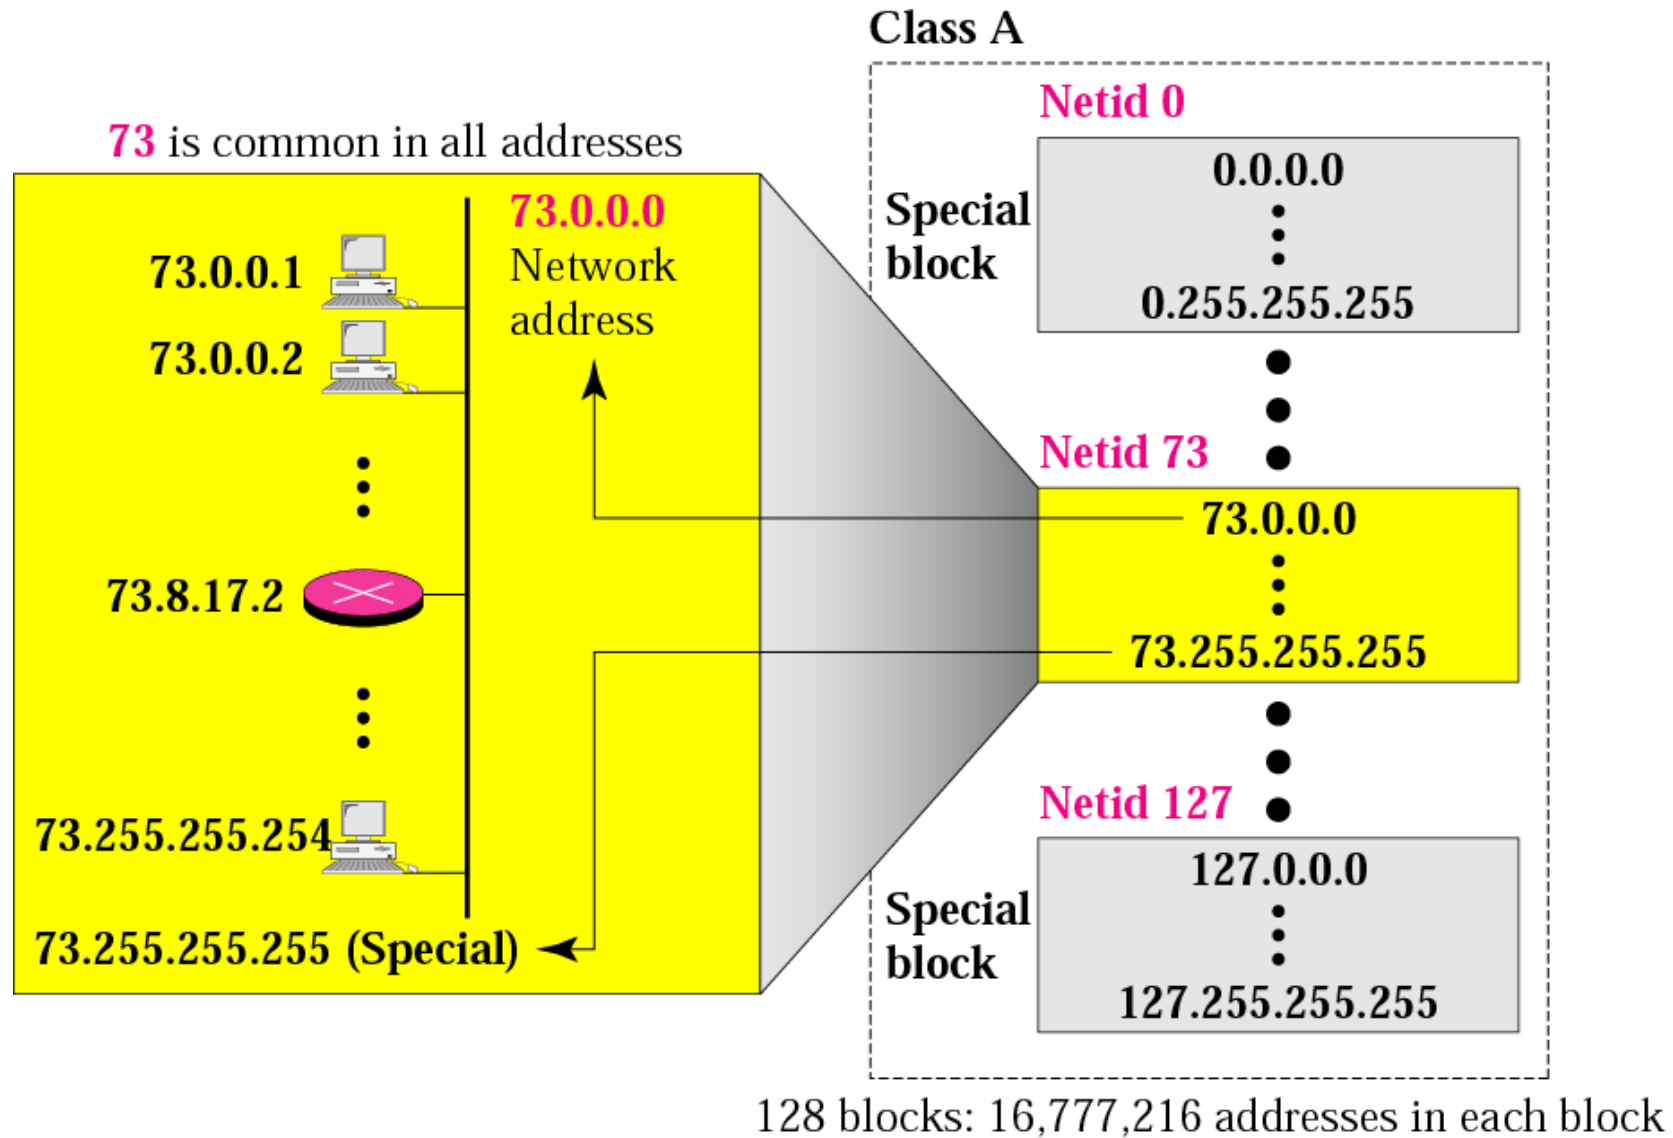 Class A
Netid 0
73 is common in all addresses
0.0.0.0
Special
block
0.255.255.255
73.0.0.0
Network
address
73.0.0.1
73.0.0.2
Netid 73
73.0.0.0
73.255.255.255
73.8.17.2
Netid 127
127.0.0.0
Special
block
127.255.255.255
73.255.255.254
73.255.255.255 (Special)
128 blocks: 16,777,216 addresses in each block